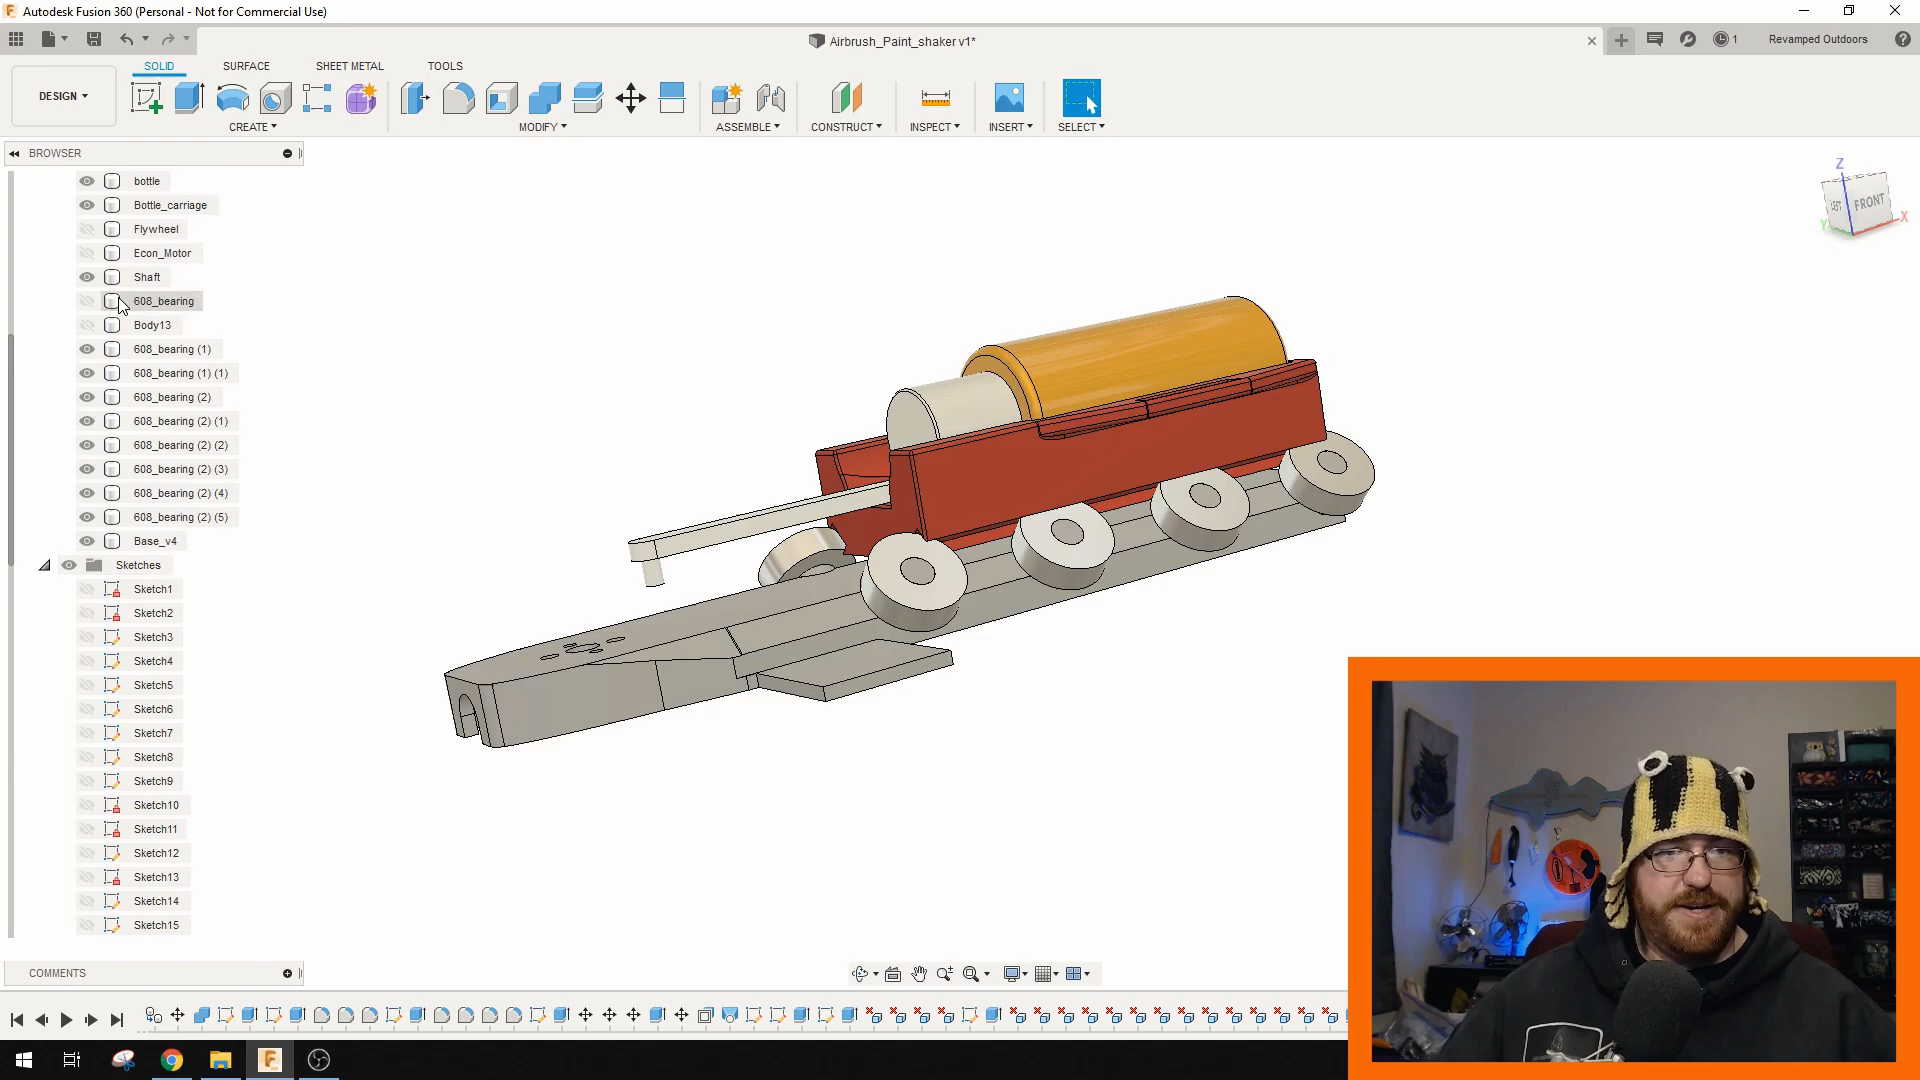 Autodesk Fusion 360 (Personal - Not for Commercial Use)
Airbrush_Paint_shaker v1*
1
Revamped Outdoors
SOLID
SURFACE
SHEET METAL
TOOLS
DESIGN
CREATE
MODIFY
ASSEMBLE
CONSTRUCT
INSPECT
INSERT
SELECT
BROWSER
bottle
Bottle_carriage
Flywheel
Econ_Motor
Shaft
608_bearing
Body13
608_bearing (1)
608_bearing (1) (1)
608_bearing (2)
608_bearing (2) (1)
608_bearing (2) (2)
608_bearing (2) (3)
608_bearing (2) (4)
608_bearing (2) (5)
Base_v4
Sketches
Sketch1
Sketch2
Sketch3
Sketch4
Sketch5
Sketch6
Sketch7
Sketch8
Sketch9
Sketch10
Sketch11
Sketch12
Sketch13
Sketch14
Sketch15
COMMENTS
Z
LEFT
FRONT
X
Y